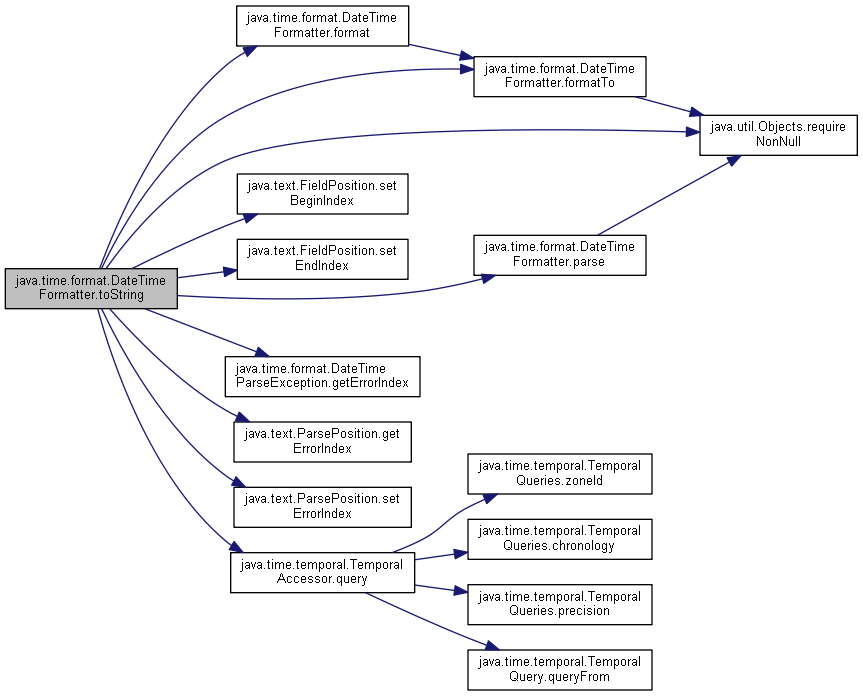 java.time.format.DateTime
Formatter.format
java.time.format.DateTime
Formatter.formatTo
java.util.Objects.require
NonNull
java.text.FieldPosition.set
BeginIndex
java.text.FieldPosition.set
EndIndex
java.time.format.DateTime
Formatter.parse
java.time.format.DateTime
Formatter.toString
java.time.format.DateTime
ParseException.getErrorIndex
java.text.ParsePosition.get
ErrorIndex
java.text.ParsePosition.set
ErrorIndex
java.time.temporal.Temporal
Accessor.query
java.time.temporal.Temporal
Queries.zoneId
java.time.temporal.Temporal
Queries.chronology
java.time.temporal.Temporal
Queries.precision
java.time.temporal.Temporal
Query.queryFrom